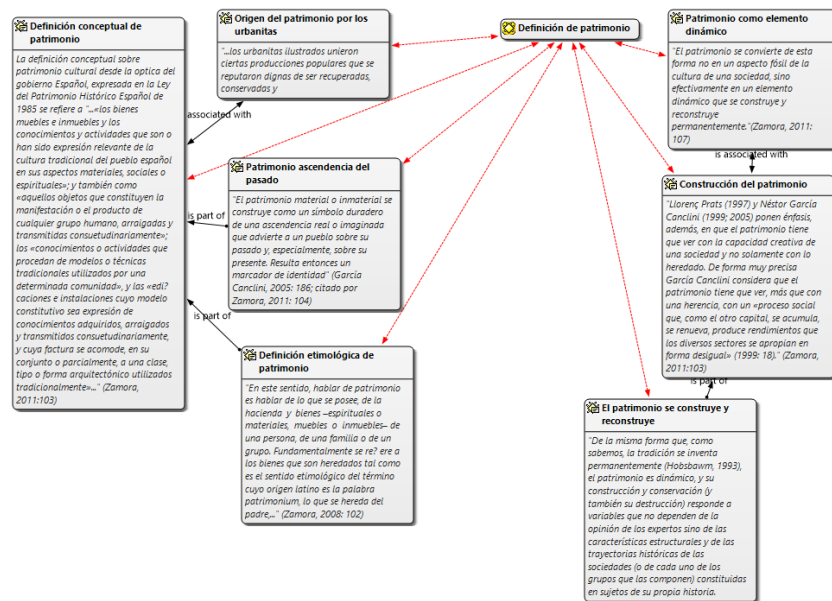 Definición conceptual de
patrimonio
La definición conceptual sobre
patrimonio cultural desde la optica del
gobierno Español, expresada en la Ley
del Patrimonio Histórico Español de
1985 se refiere a "...«los bienes
muebles e inmuebles y los
conocimientos y actividades que son o
han sido expresión relevante de la
cultura tradicional del pueblo español
en sus aspectos materiales, sociales o
espirituales»; y también como
«aquellos objetos que constituyen la
manifestación o el producto de
cualquier grupo humano, arraigadas y
transmitidas consuetudinariamente»;
los «conocimientos o actividades que
procedan de modelos o técnicas
tradicionales utilizados por una
determinada comunidad», y las «edi?
caciones e instalaciones cuyo modelo
constitutivo sea expresión de
conocimientos adquiridos, arraigados
y transmitidos consuetudinariamente,
y cuya factura se acomode, en su
conjunto o parcialmente, a una clase,
tipo o forma arquitectónico utilizados
tradicionalmente»..." (Zamora,
2011:103)
Origen del patrimonio por los
urbanitas
"...los urbanitas ilustrados unieron
ciertas producciones populares que se
reputaron dignas de ser recuperadas,
conservadas y
associated with
Definición de patrimonio
Patrimonio como elemento
dinámico
"El patrimonio se convierte de esta
forma no en un aspecto fósil de la
cultura de una sociedad, sino
efectivamente en un elemento
dinámico que se construye y
reconstruye
permanentemente."(Zamora, 2011:
107)
is associated with
Patrimonio ascendencia del
pasado
"El patrimonio material o inmaterial se
construye como un símbolo duradero
de una ascendencia real o imaginada
que advierte a un pueblo sobre su
pasado y, especialmente, sobre su
presente. Resulta entonces un
marcador de identidad" (García
Canclini, 2005: 186; citado por
Zamora, 2011: 104)
is part of
Construcción del patrimonio
"Llorenç Prats (1997) y Néstor García
Canclini (1999; 2005) ponen énfasis,
además, en que el patrimonio tiene
que ver con la capacidad creativa de
una sociedad y no solamente con lo
heredado. De forma muy precisa
García Canclini considera que el
patrimonio tiene que ver, más que con
una herencia, con un «proceso social
que, como el otro capital, se acumula,
se renueva, produce rendimientos que
los diversos sectores se apropian en
forma desigual» (1999: 18)." (Zamora,
2011:103)
is part of
is part of
Definición etimológica de
patrimonio
"En este sentido, hablar de patrimonio
es hablar de lo que se posee, de la
hacienda y bienes –espirituales o
materiales, muebles o inmuebles– de
una persona, de una familia o de un
grupo. Fundamentalmente se re? ere a
los bienes que son heredados tal como
es el sentido etimológico del término
cuyo origen latino es la palabra
patrimonium, lo que se hereda del
padre,..." (Zamora, 2008: 102)
El patrimonio se construye y
reconstruye
"De la misma forma que, como
sabemos, la tradición se inventa
permanentemente (Hobsbawm, 1993),
el patrimonio es dinámico, y su
construcción y conservación (y
también su destrucción) responde a
variables que no dependen de la
opinión de los expertos sino de las
características estructurales y de las
trayectorias históricas de las
sociedades (o de cada uno de los
grupos que las componen) constituidas
en sujetos de su propia historia.